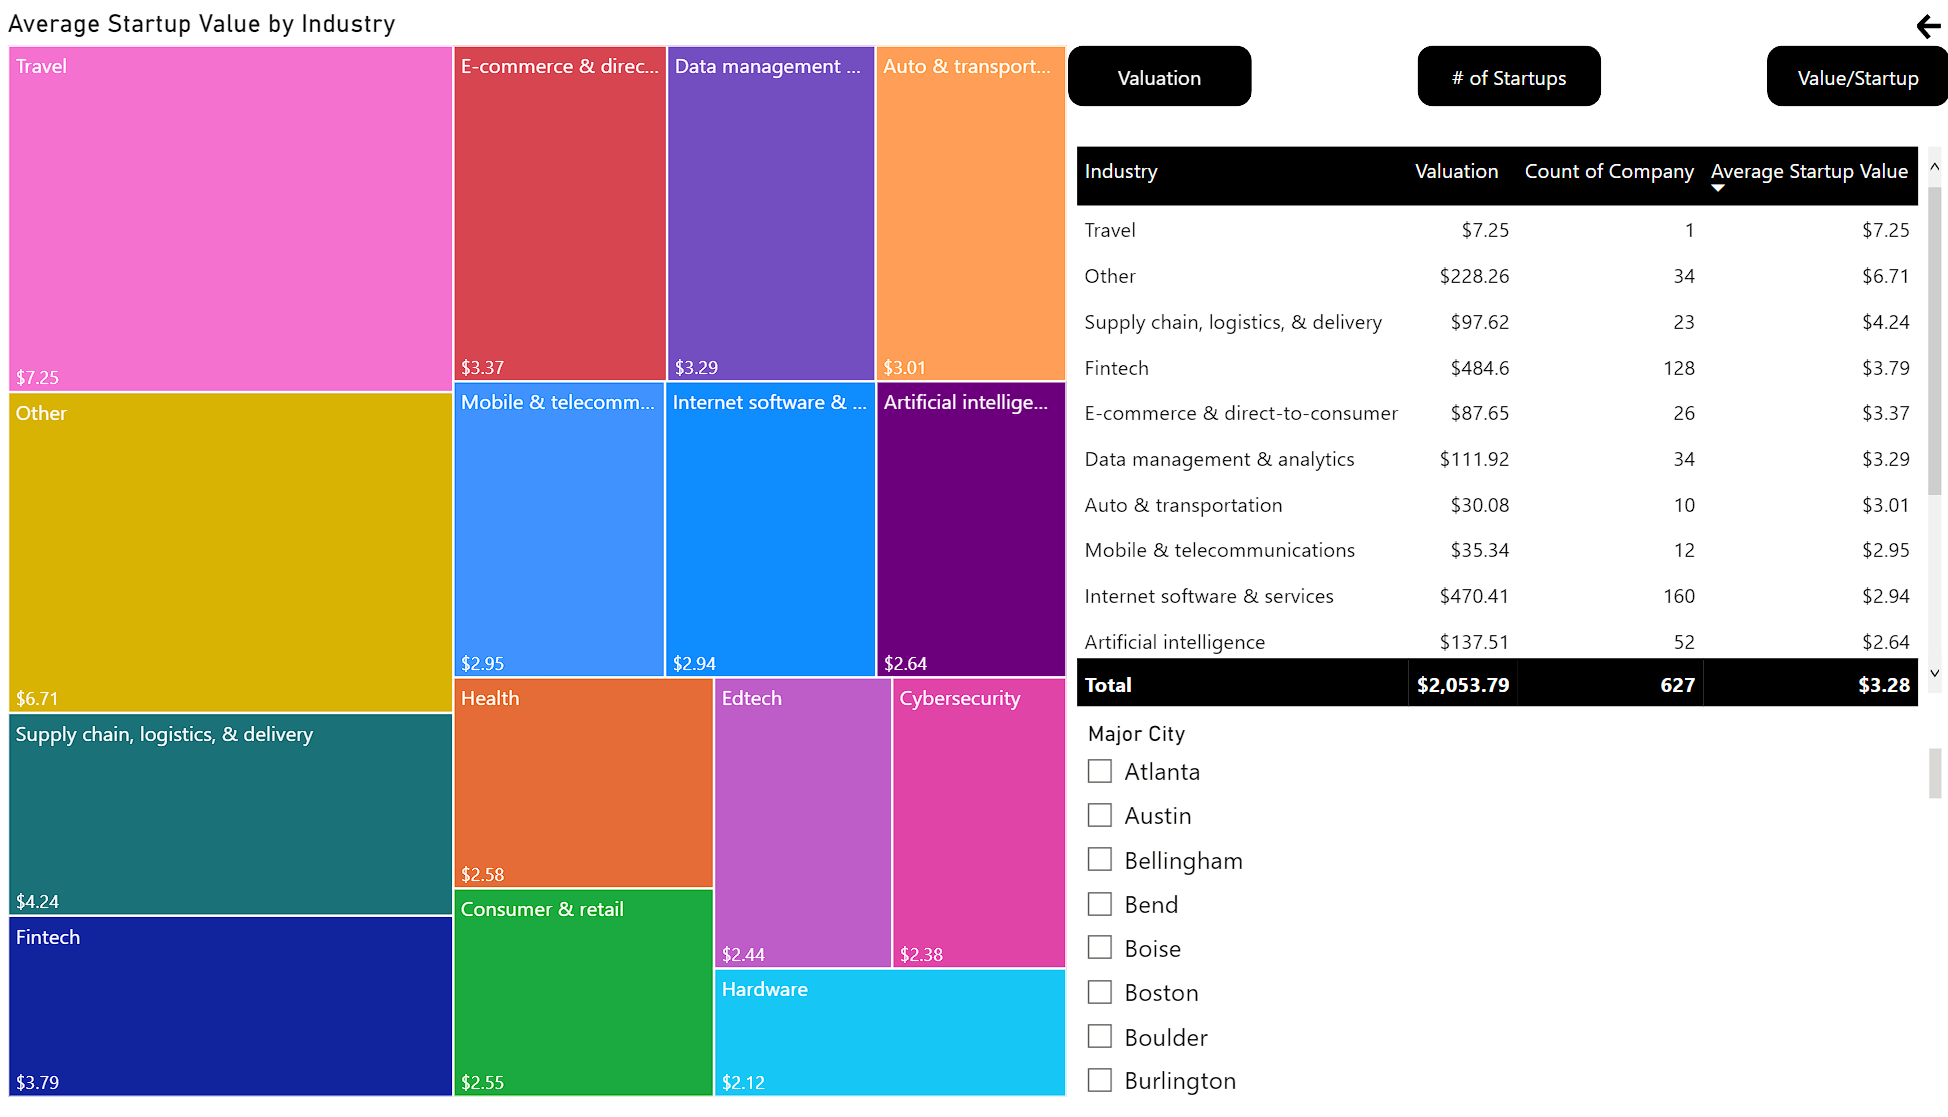 Average Startup Value by Industry
Travel
$7.25
Other
$6.71
Supply chain, logistics, & delivery
$4.24
Fintech
$3.79
E-commerce & direc...
$3.37
Data management ...
$3.29
Auto & transport...
$3.01
Mobile & telecomm...
$2.95
Internet software & ...
$2.94
Artificial intellige...
$2.64
Health
$2.58
Consumer & retail
$2.55
Edtech
$2.44
Cybersecurity
$2.38
Hardware
$2.12
Valuation # of Startups Value/Startup
Industry Valuation Count of Company Average Startup Value
Travel $7.25 1 $7.25
Other $228.26 34 $6.71
Supply chain, logistics, & delivery $97.62 23 $4.24
Fintech $484.6 128 $3.79
E-commerce & direct-to-consumer $87.65 26 $3.37
Data management & analytics $111.92 34 $3.29
Auto & transportation $30.08 10 $3.01
Mobile & telecommunications $35.34 12 $2.95
Internet software & services $470.41 160 $2.94
Artificial intelligence $137.51 52 $2.64
Total $2,053.79 627 $3.28
Major City
Atlanta
Austin
Bellingham
Bend
Boise
Boston
Boulder
Burlington